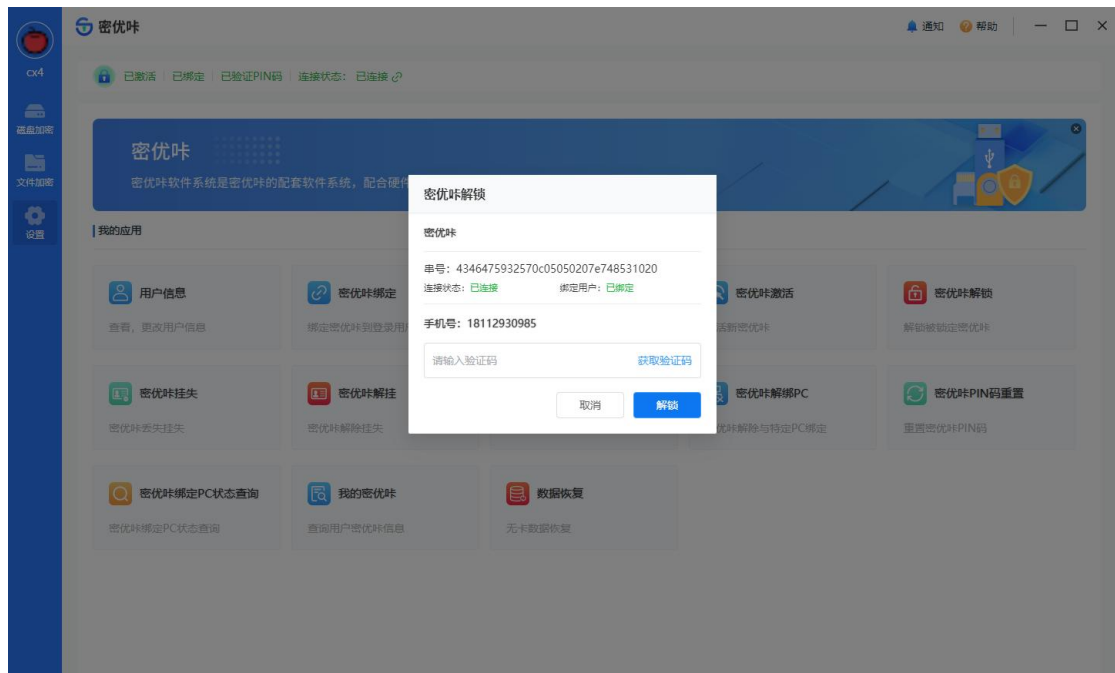 密优咔
通知 帮助
cx4
已激活 已绑定 已验证PIN码 连接状态：已连接
磁盘加密
文件加密
设置
密优咔
密优咔软件系统是密优咔的配套软件系统，配合硬件
我的应用
用户信息
查看，更改用户信息
密优咔绑定
绑定密优咔到登录用
密优咔激活
活新密优咔
密优咔解锁
解锁被锁定密优咔
密优咔挂失
密优咔丢失挂失
密优咔解挂
密优咔解除挂失
密优咔解绑PC
优咔解除与特定PC绑定
密优咔PIN码重置
重置密优咔PIN码
密优咔绑定PC状态查询
密优咔绑定PC状态查询
我的密优咔
查询用户密优咔信息
数据恢复
无卡数据恢复
密优咔解锁
密优咔
串号：4346475932570c05050207e748531020
连接状态：已连接 绑定用户：已绑定
手机号：18112930985
请输入验证码 获取验证码
取消 解锁